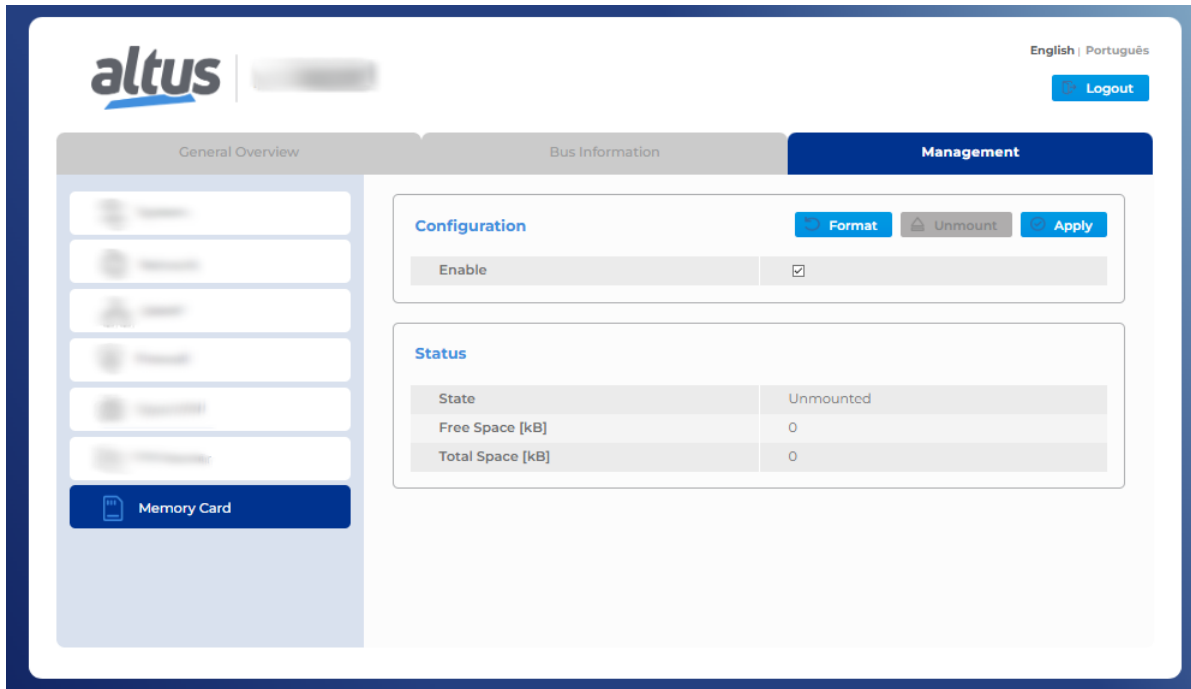 altus
English | Português
Logout
General Overview
Bus Information
Management
Configuration
Format
Unmount
Apply
Enable
Status
State Unmounted
Free Space [kB] 0
Total Space [kB] 0
Memory Card